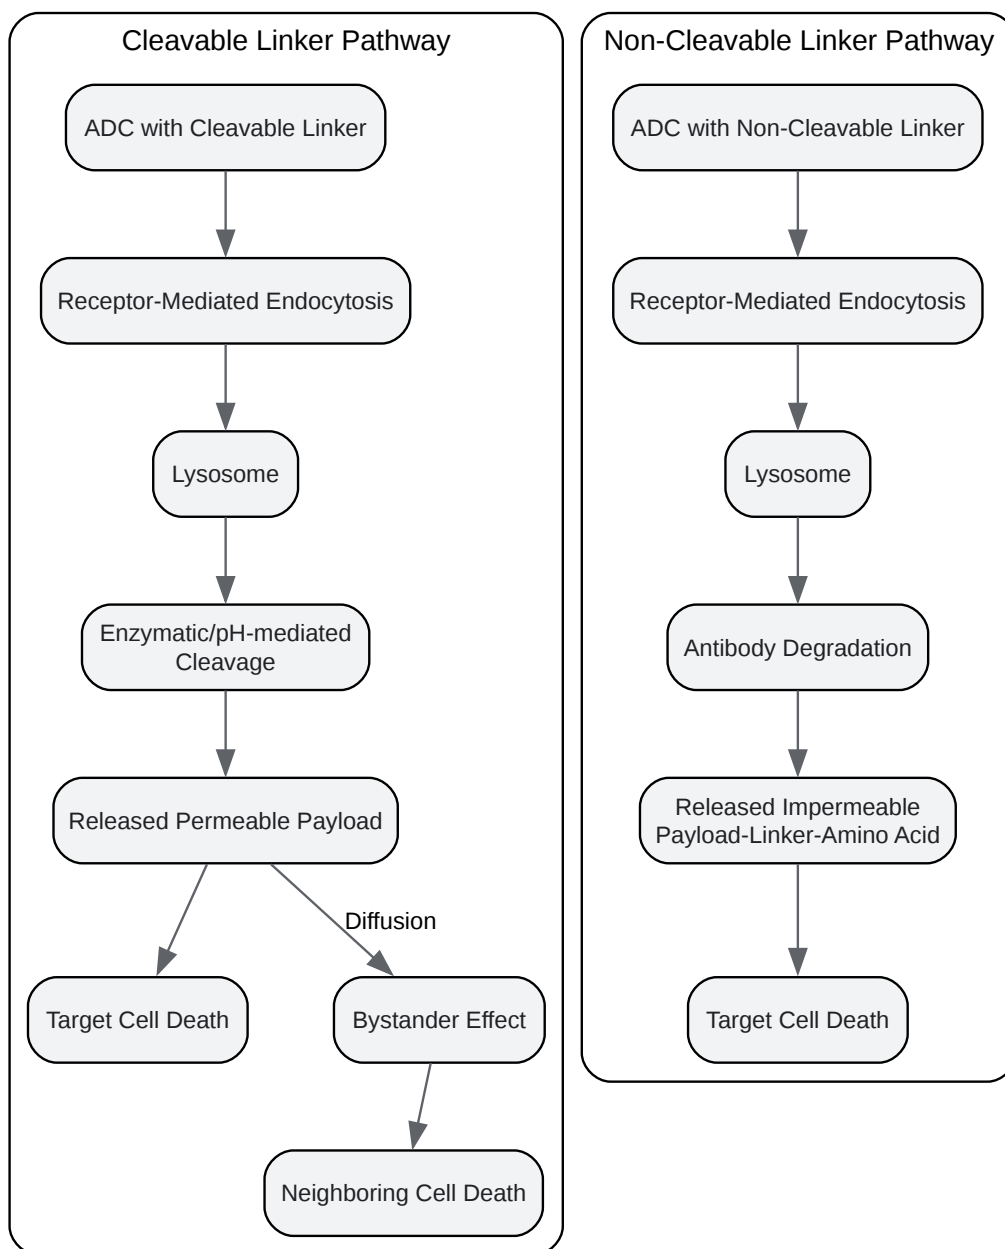 Cleavable Linker Pathway
ADC with Cleavable Linker
Receptor-Mediated Endocytosis
Lysosome
Enzymatic/pH-mediated
Cleavage
Released Permeable Payload
Diffusion
Target Cell Death
Bystander Effect
Neighboring Cell Death
Non-Cleavable Linker Pathway
ADC with Non-Cleavable Linker
Receptor-Mediated Endocytosis
Lysosome
Antibody Degradation
Released Impermeable
Payload-Linker-Amino Acid
Target Cell Death